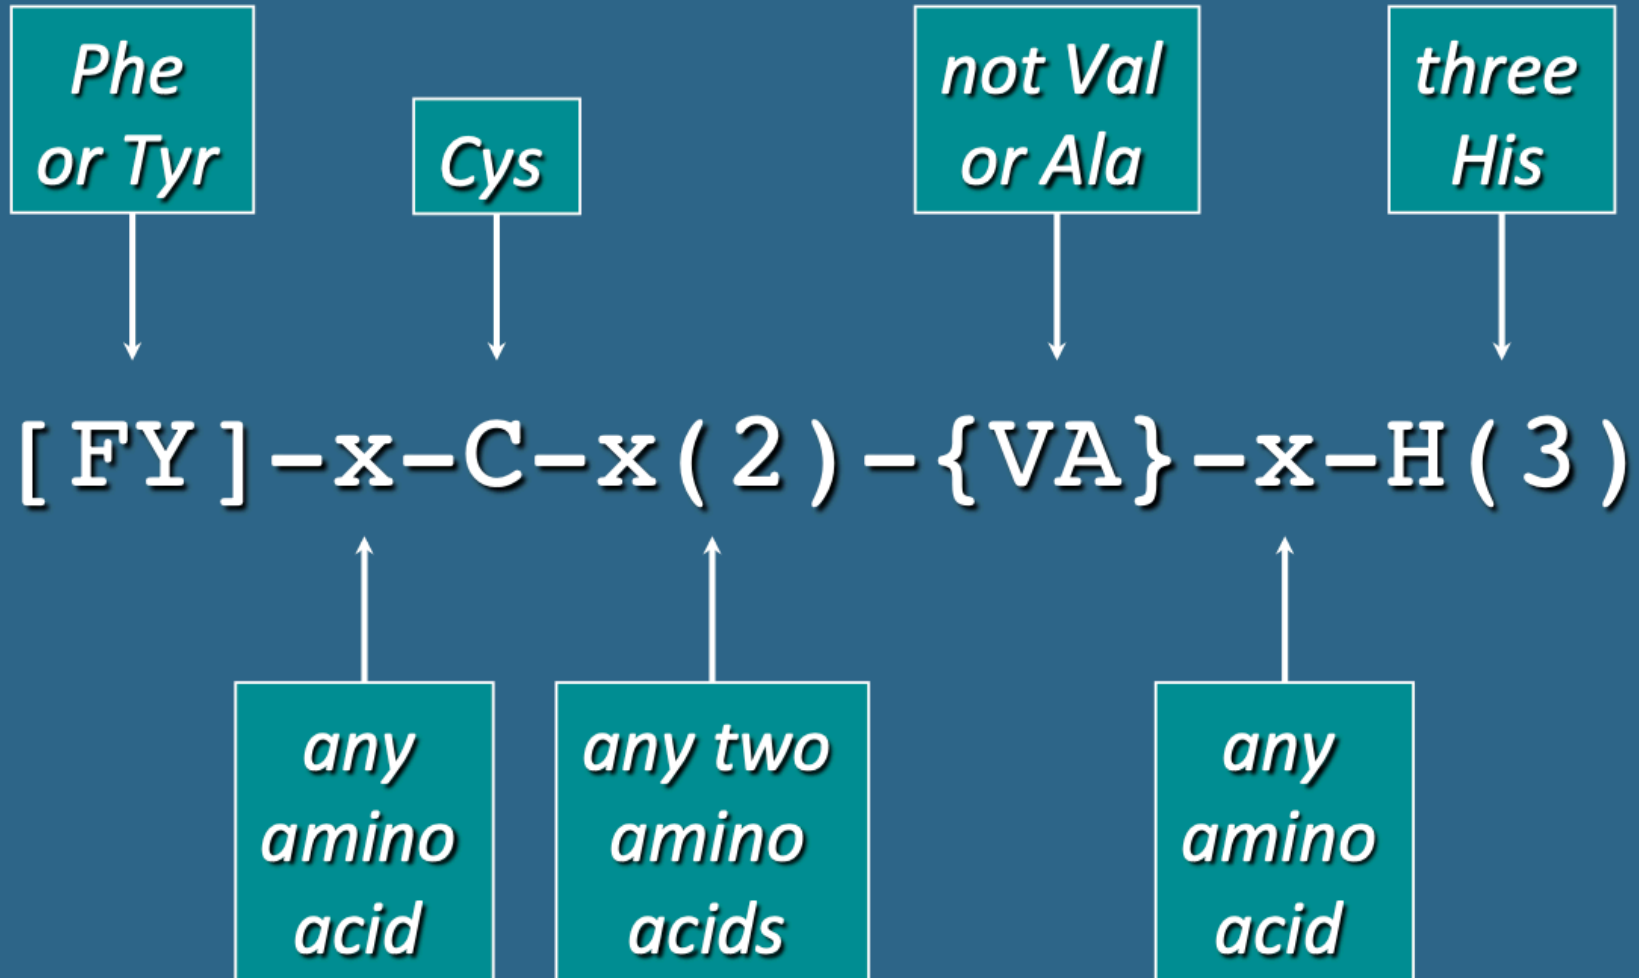 Phe
or Tyr
Cys
not Val
or Ala
three
His
[FY]-x-C-x(2)-{VA}-x-H(3)
any
amino
acid
any two
amino
acids
any
amino
acid